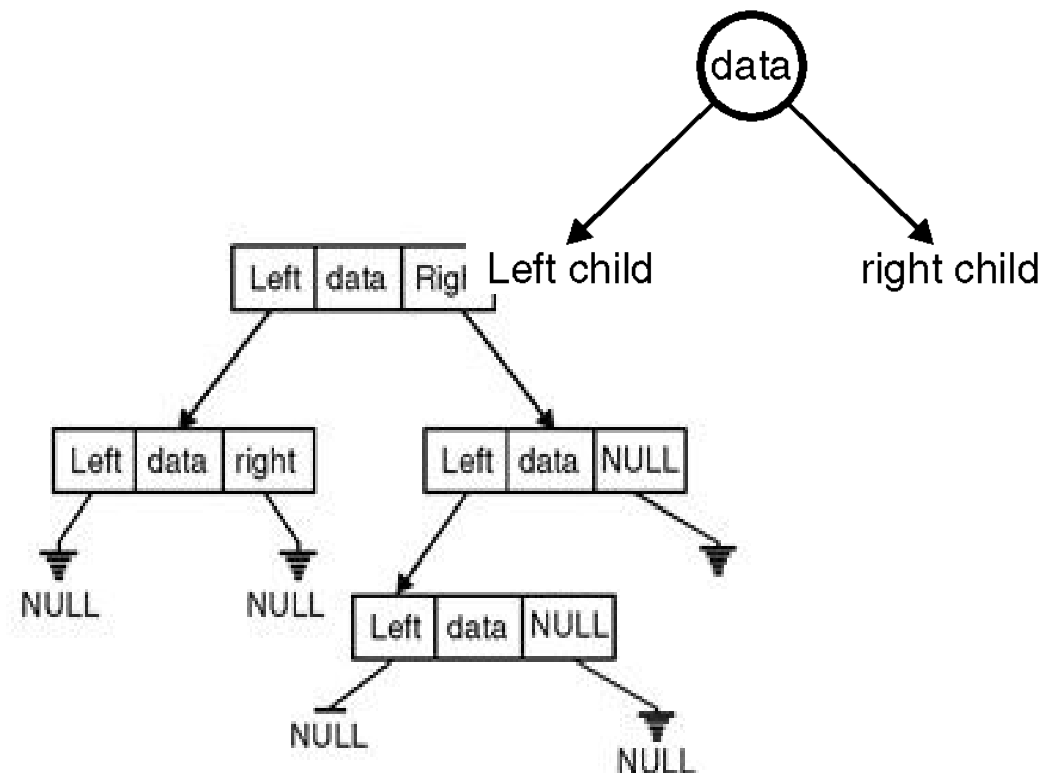 data
Left child right child
Left data Righ
Left data right
Left data NULL
NULL NULL
Left data NULL
NULL
NULL